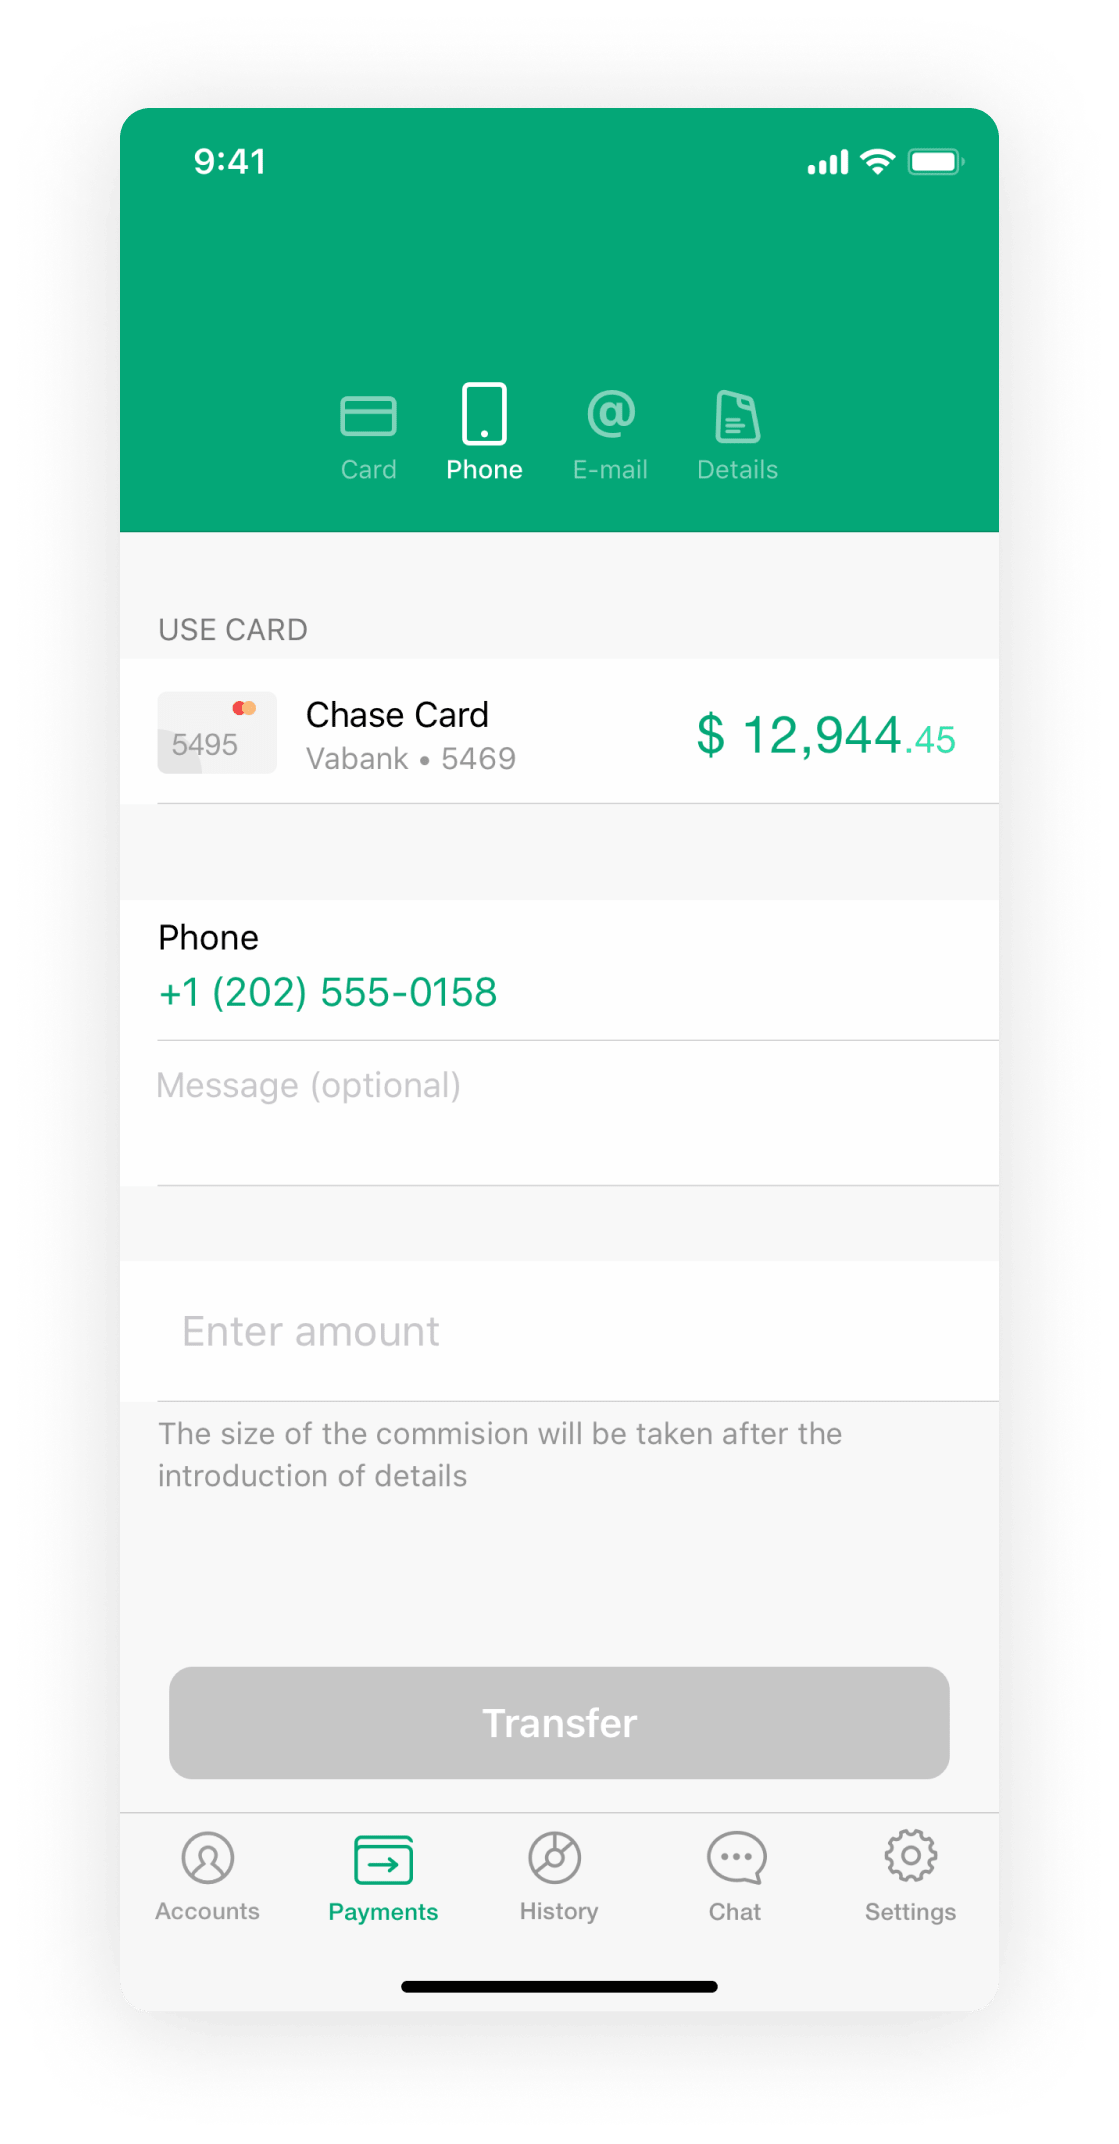 9:41
Card Phone E-mail Details
USE CARD
5495
Chase Card
Vabank • 5469
$ 12,944.45
Phone
+1 (202) 555-0158
Message (optional)
Enter amount
The size of the commision will be taken after the
introduction of details
Transfer
Accounts Payments History Chat Settings